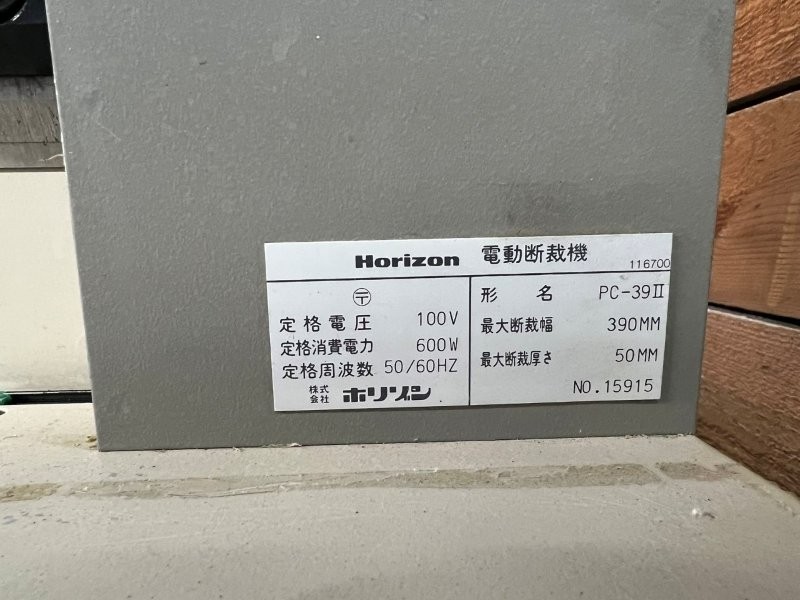 Horizon 電動断裁機 116700
〒
定格電圧 100V
定格消費電力 600W
定格周波数 50/60HZ
株式会社 ホリゾン
形名 PC-39II
最大断裁幅 390MM
最大断裁厚さ 50MM
NO.15915